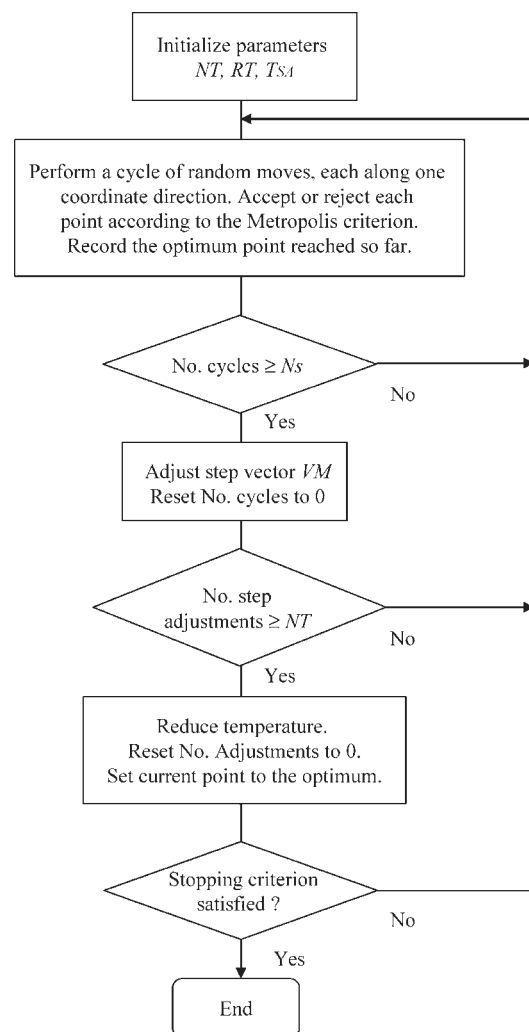 Initialize parameters
NT, RT, TSA
Perform a cycle of random moves, each along one
coordinate direction. Accept or reject each
point according to the Metropolis criterion.
Record the optimum point reached so far.
No. cycles ≥ Ns
No
Yes
Adjust step vector VM
Reset No. cycles to 0
No. step
adjustments ≥ NT
No
Yes
Reduce temperature.
Reset No. Adjustments to 0.
Set current point to the optimum.
Stopping criterion
satisfied ?
No
Yes
End